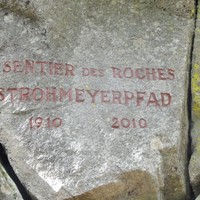 SENTIER DES ROCHES
STROHMEYERPFAD
1910 2010